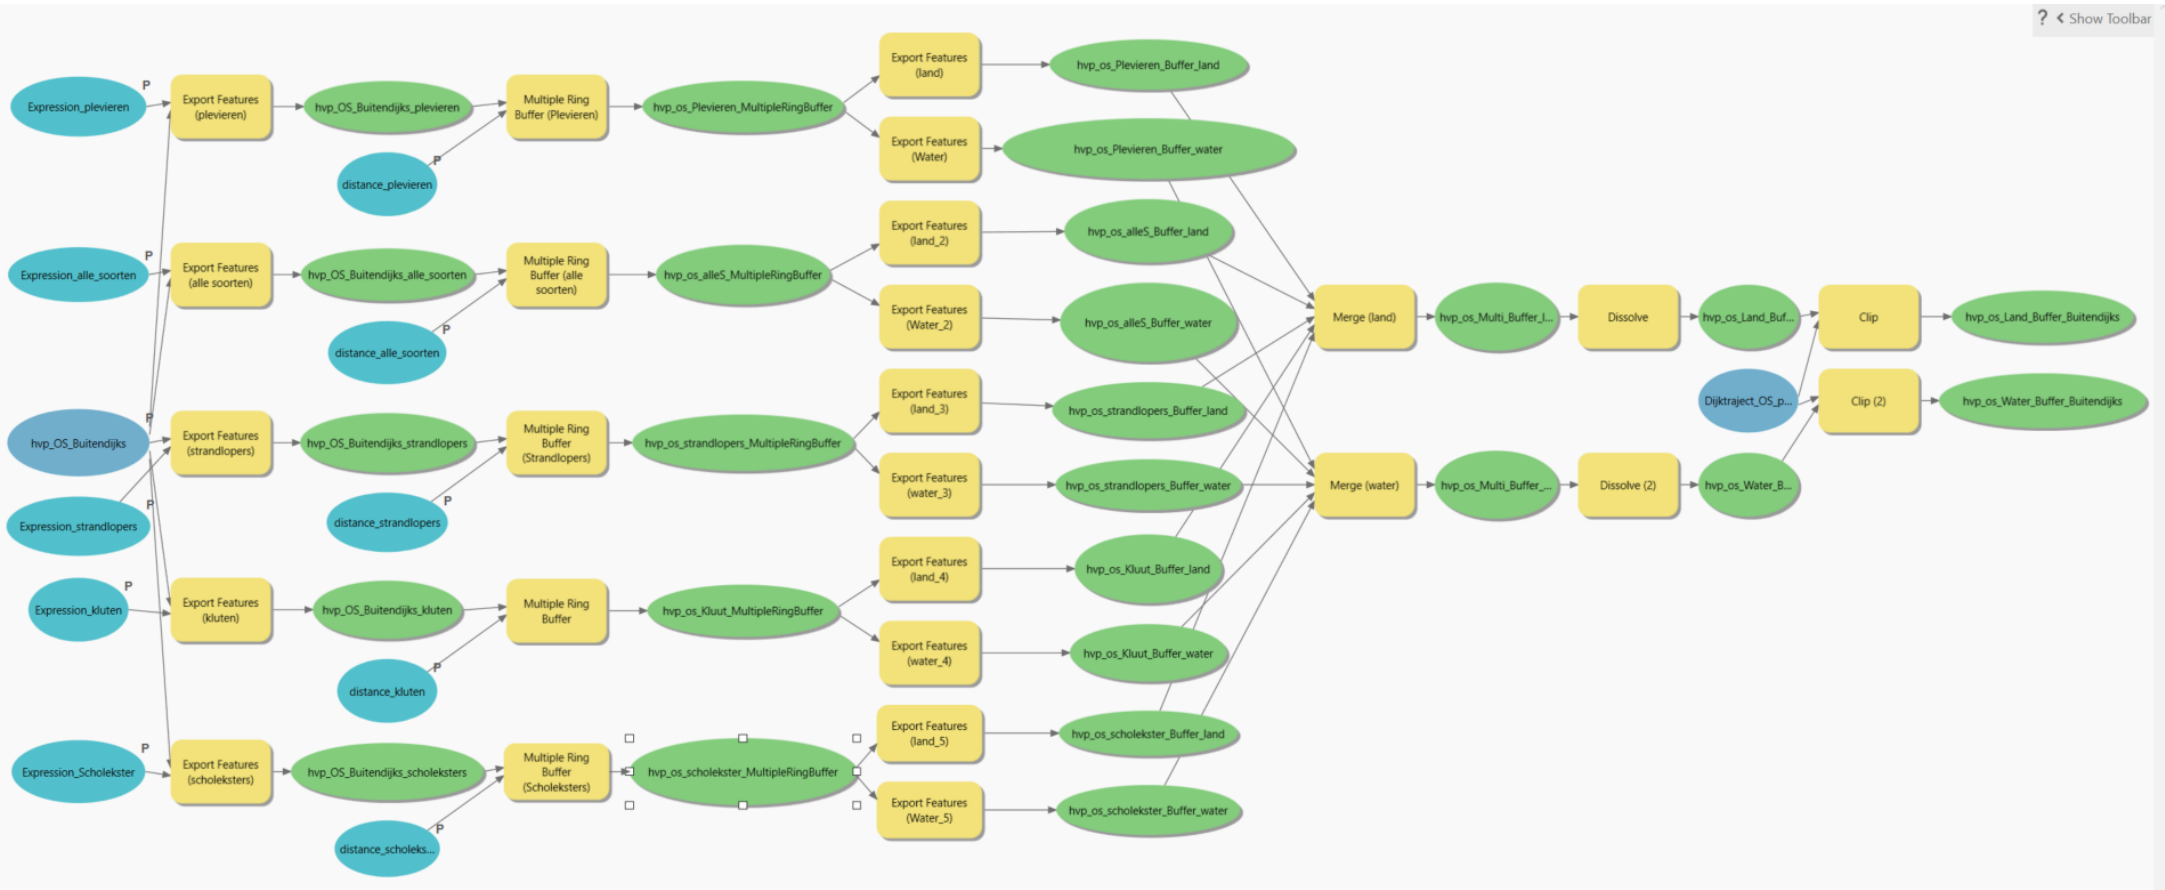 ? < Show Toolbar
Expression_plevieren
P
Export Features
(plevieren)
hvp_OS_Buitendijks_plevieren
Multiple Ring
Buffer (Plevieren)
P
distance_plevieren
hvp_os_Plevieren_MultipleRingBuffer
Export Features
(land)
hvp_os_Plevieren_Buffer_land
Export Features
(Water)
hvp_os_Plevieren_Buffer_water
Expression_alle_soorten
P
Export Features
(alle soorten)
hvp_OS_Buitendijks_alle_soorten
Multiple Ring
Buffer (alle
soorten)
P
distance_alle_soorten
hvp_os_alleS_MultipleRingBuffer
Export Features
(land_2)
hvp_os_alleS_Buffer_land
Export Features
(Water_2)
hvp_os_alleS_Buffer_water
hvp_OS_Buitendijks
P
Export Features
(strandlopers)
Expression_strandlopers
P
hvp_OS_Buitendijks_strandlopers
Multiple Ring
Buffer
(Strandlopers)
P
distance_strandlopers
hvp_os_strandlopers_MultipleRingBuffer
Export Features
(land_3)
hvp_os_strandlopers_Buffer_land
Export Features
(water_3)
hvp_os_strandlopers_Buffer_water
Expression_kluten
P
Export Features
(kluten)
hvp_OS_Buitendijks_kluten
Multiple Ring
Buffer
P
distance_kluten
hvp_os_Kluut_MultipleRingBuffer
Export Features
(land_4)
hvp_os_Kluut_Buffer_land
Export Features
(water_4)
hvp_os_Kluut_Buffer_water
Expression_Scholekster
P
Export Features
(scholeksters)
hvp_OS_Buitendijks_scholeksters
Multiple Ring
Buffer
(Scholeksters)
P
distance_scholeks...
hvp_os_scholekster_MultipleRingBuffer
Export Features
(land_5)
hvp_os_scholekster_Buffer_land
Export Features
(Water_5)
hvp_os_scholekster_Buffer_water
Merge (land)
hvp_os_Multi_Buffer_l...
Dissolve
hvp_os_Land_Buf...
Clip
hvp_os_Land_Buffer_Buitendijks
Dijktraject_OS_p...
Clip (2)
hvp_os_Water_Buffer_Buitendijks
Merge (water)
hvp_os_Multi_Buffer_...
Dissolve (2)
hvp_os_Water_B...